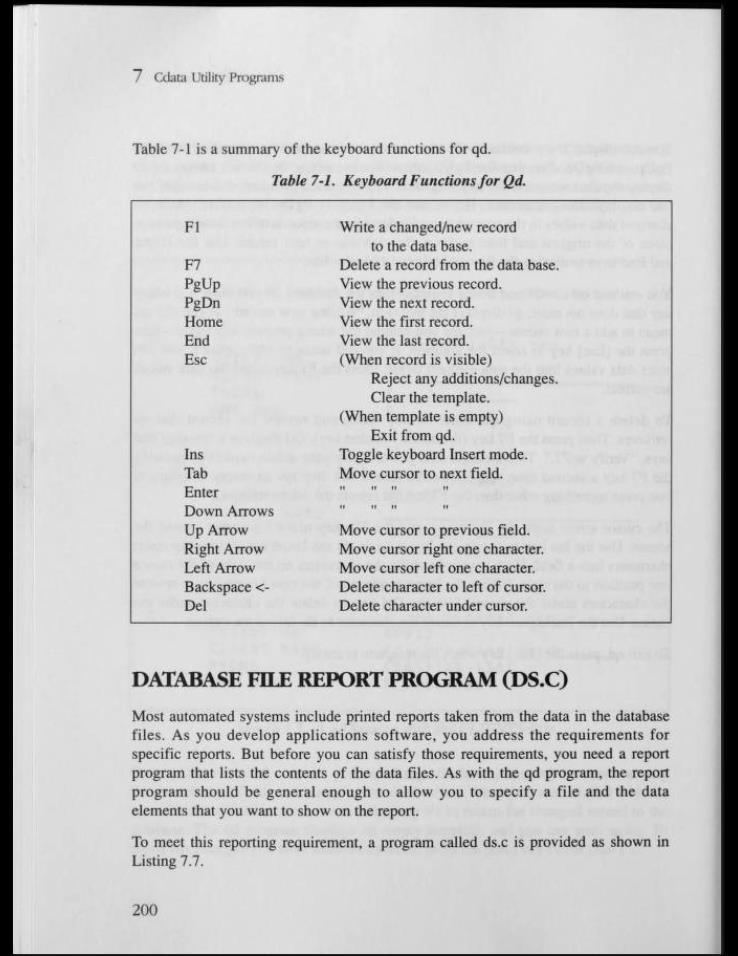 7 Cdata Utility Programs
Table 7-1 is a summary of the keyboard functions for qd.
Table 7-1. Keyboard Functions for Qd.
F1 Write a changed/new record
to the data base.
F7 Delete a record from the data base.
PgUp View the previous record.
PgDn View the next record.
Home View the first record.
End View the last record.
Esc (When record is visible)
Reject any additions/changes.
Clear the template.
(When template is empty)
Exit from qd.
Ins Toggle keyboard Insert mode.
Tab Move cursor to next field.
Enter " " " "
Down Arrows " " " "
Up Arrow Move cursor to previous field.
Right Arrow Move cursor right one character.
Left Arrow Move cursor left one character.
Backspace <- Delete character to left of cursor.
Del Delete character under cursor.
DATABASE FILE REPORT PROGRAM (DS.C)
Most automated systems include printed reports taken from the data in the database
files. As you develop applications software, you address the requirements for
specific reports. But before you can satisfy those requirements, you need a report
program that lists the contents of the data files. As with the qd program, the report
program should be general enough to allow you to specify a file and the data
elements that you want to show on the report.
To meet this reporting requirement, a program called ds.c is provided as shown in
Listing 7.7.
200